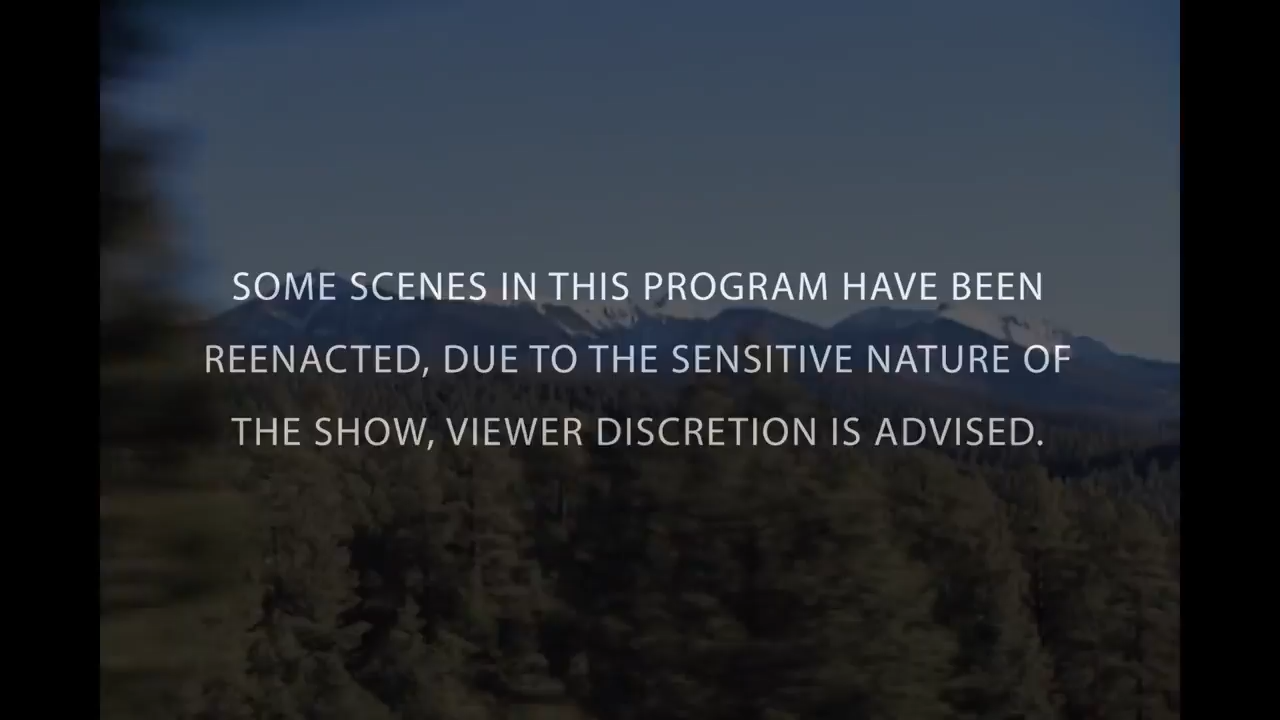 SOME SCENES IN THIS PROGRAM HAVE BEEN
REENACTED, DUE TO THE SENSITIVE NATURE OF
THE SHOW, VIEWER DISCRETION IS ADVISED.